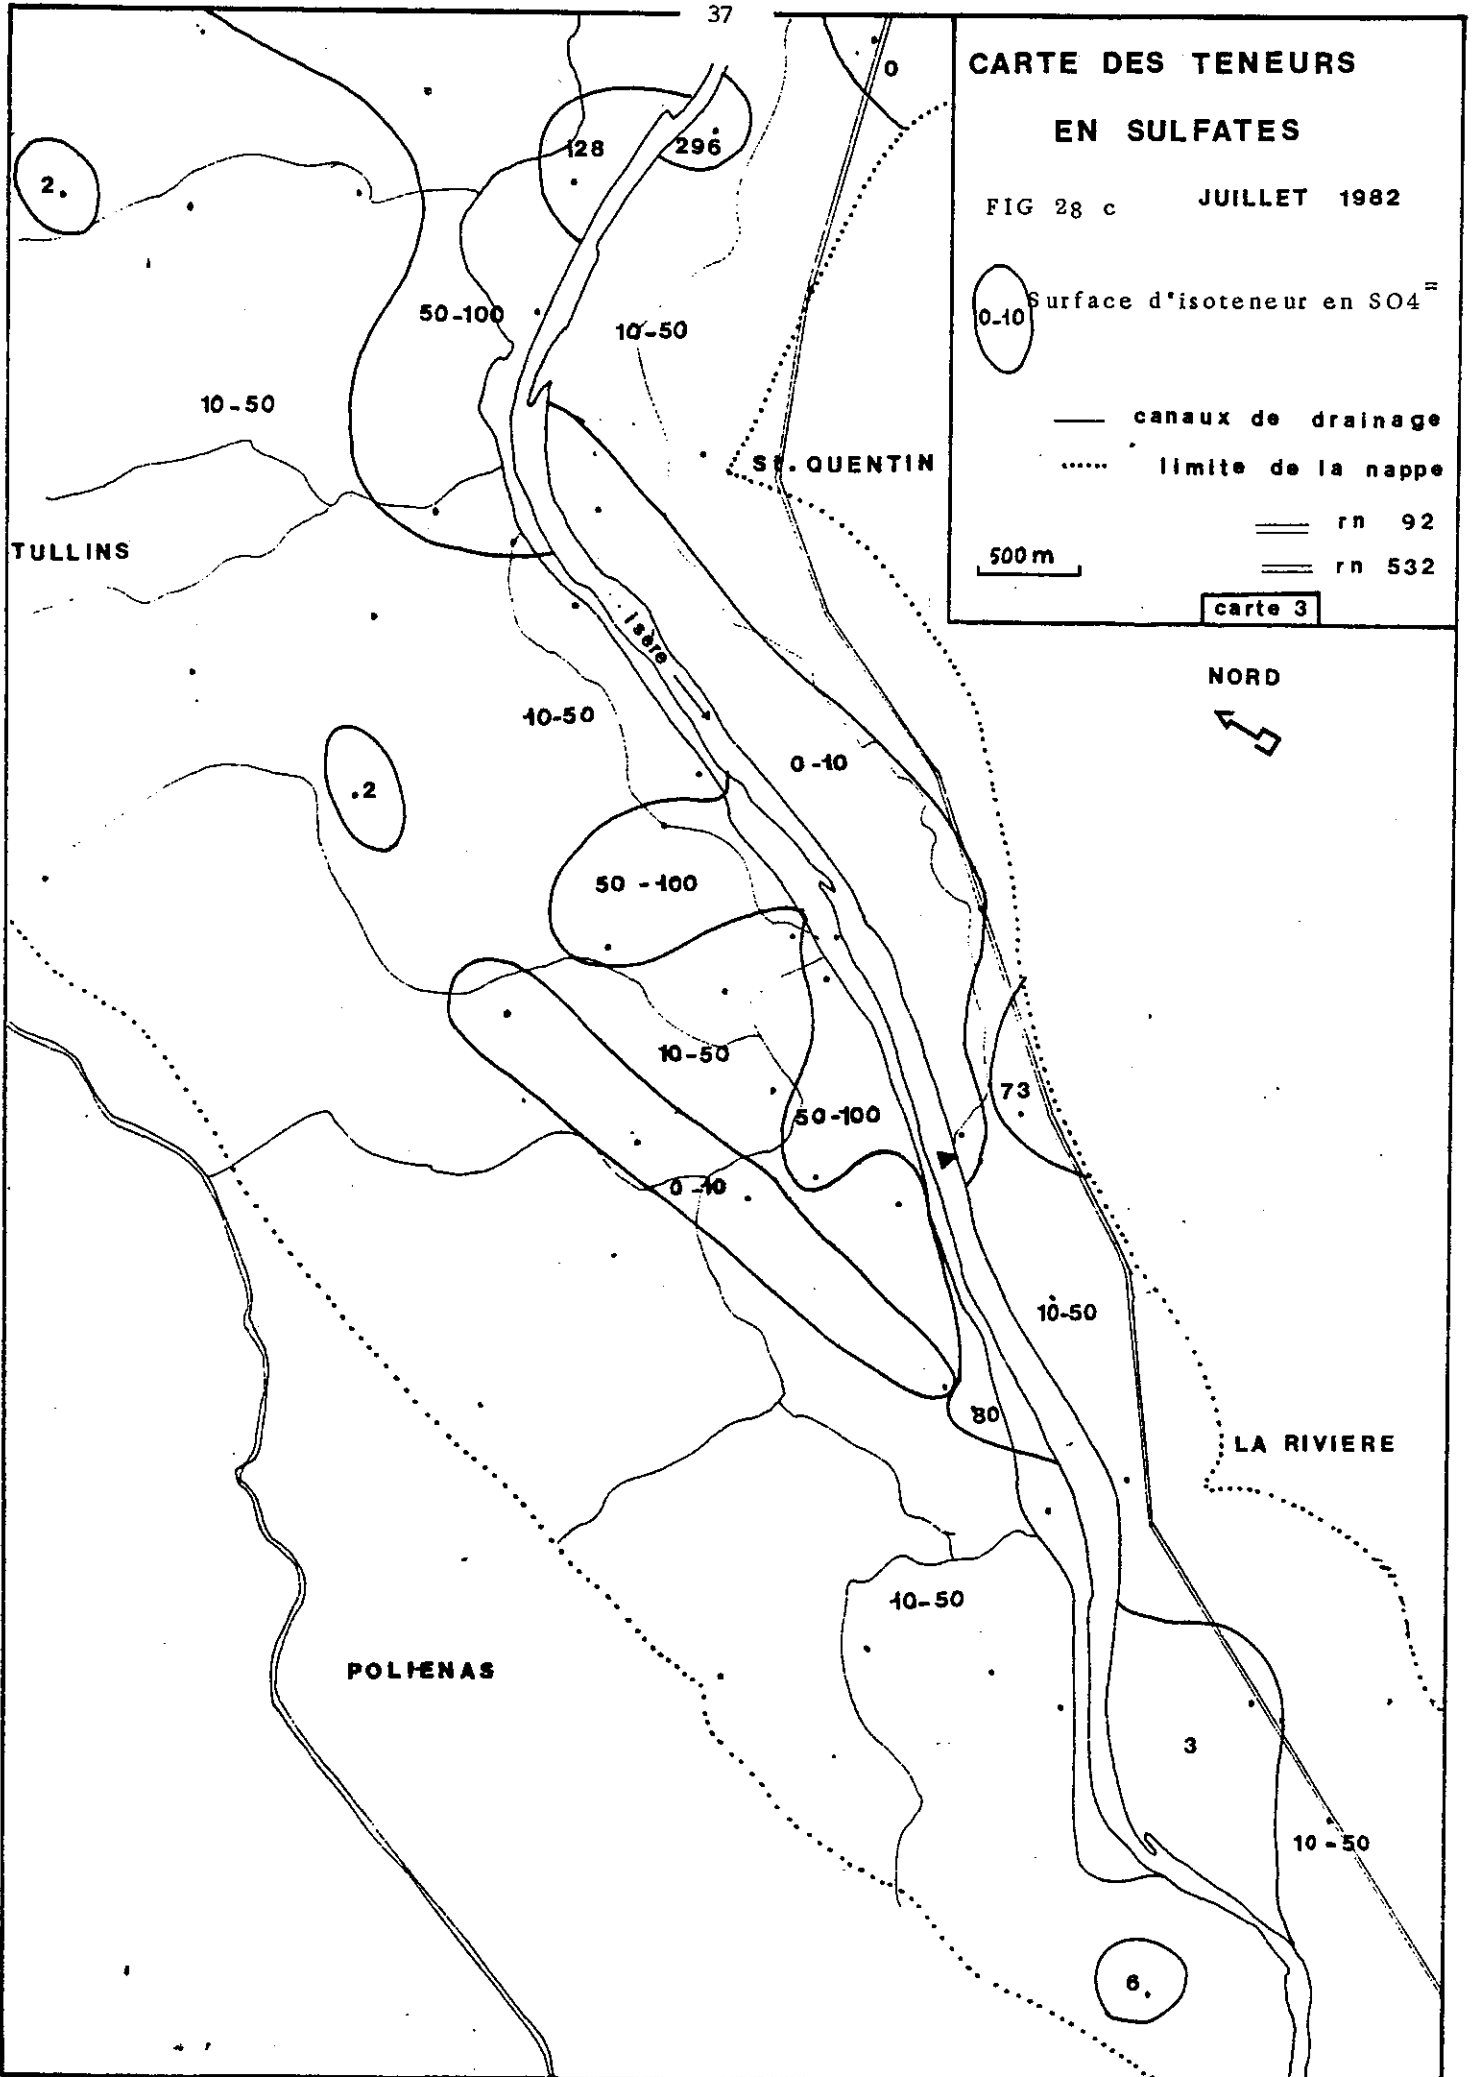 37
CARTE DES TENEURS
EN SULFATES
FIG 28 c JUILLET 1982
0-10 Surface d'isoteneur en SO4=
canaux de drainage
limite de la nappe
rn 92
500 m
rn 532
carte 3
NORD
0
128
296
2
50-100
10-50
10-50
ST. QUENTIN
TULLINS
isère
10-50
0-10
2
50-100
10-50
73
50-100
0-10
10-50
80
LA RIVIERE
10-50
POLIENAS
3
10-50
6